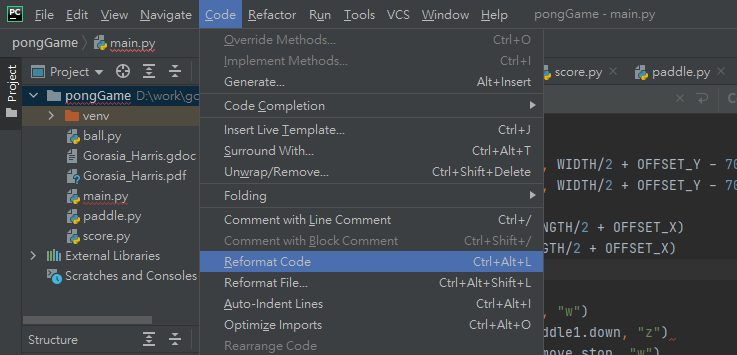 PC File Edit View Navigate Code Refactor Run Tools VCS Window Help pongGame - main.py
pongGame main.py
Project
Project
score.py paddle.py
pongGame D:\work\go
venv
ball.py
Gorasia_Harris.gdoc
Gorasia_Harris.pdf
main.py
paddle.py
score.py
External Libraries
Scratches and Consoles
Structure
Override Methods... Ctrl+O
Implement Methods... Ctrl+I
Generate... Alt+Insert
Code Completion
Insert Live Template... Ctrl+J
Surround With... Ctrl+Alt+T
Unwrap/Remove... Ctrl+Shift+Delete
Folding
Comment with Line Comment Ctrl+/
Comment with Block Comment Ctrl+Shift+/
Reformat Code Ctrl+Alt+L
Reformat File... Ctrl+Alt+Shift+L
Auto-Indent Lines Ctrl+Alt+I
Optimize Imports Ctrl+Alt+O
Rearrange Code
, WIDTH/2 + OFFSET_Y - 70
, WIDTH/2 + OFFSET_Y - 70
NGTH/2 + OFFSET_X)
GTH/2 + OFFSET_X)
, "w")
ddle1.down, "z")
move_stop, "w")